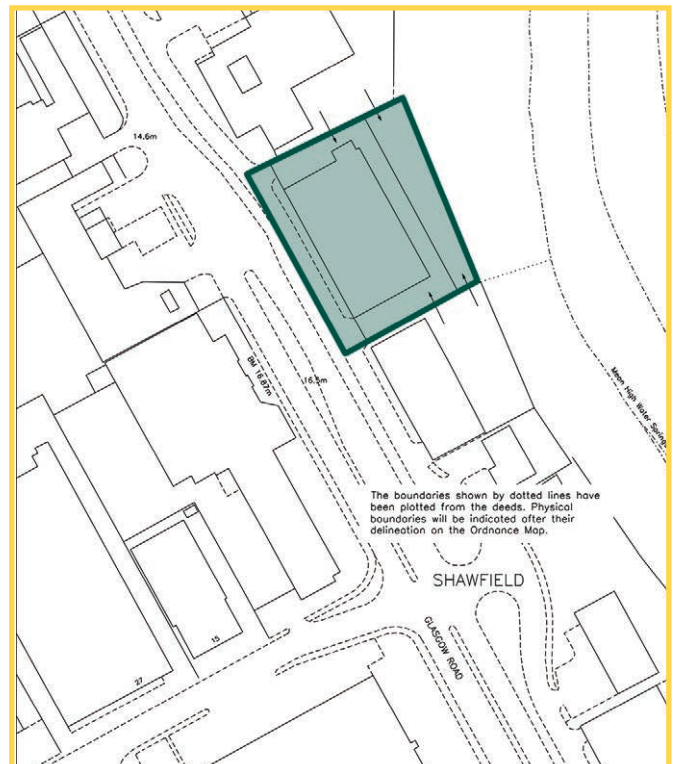 14.6m
BM 16.87m
16.5m
Mean High Water Springs
The boundaries shown by dotted lines have
been plotted from the deeds. Physical
boundaries will be indicated after their
delineation on the Ordnance Map.
SHAWFIELD
GLASGOW ROAD
15
27